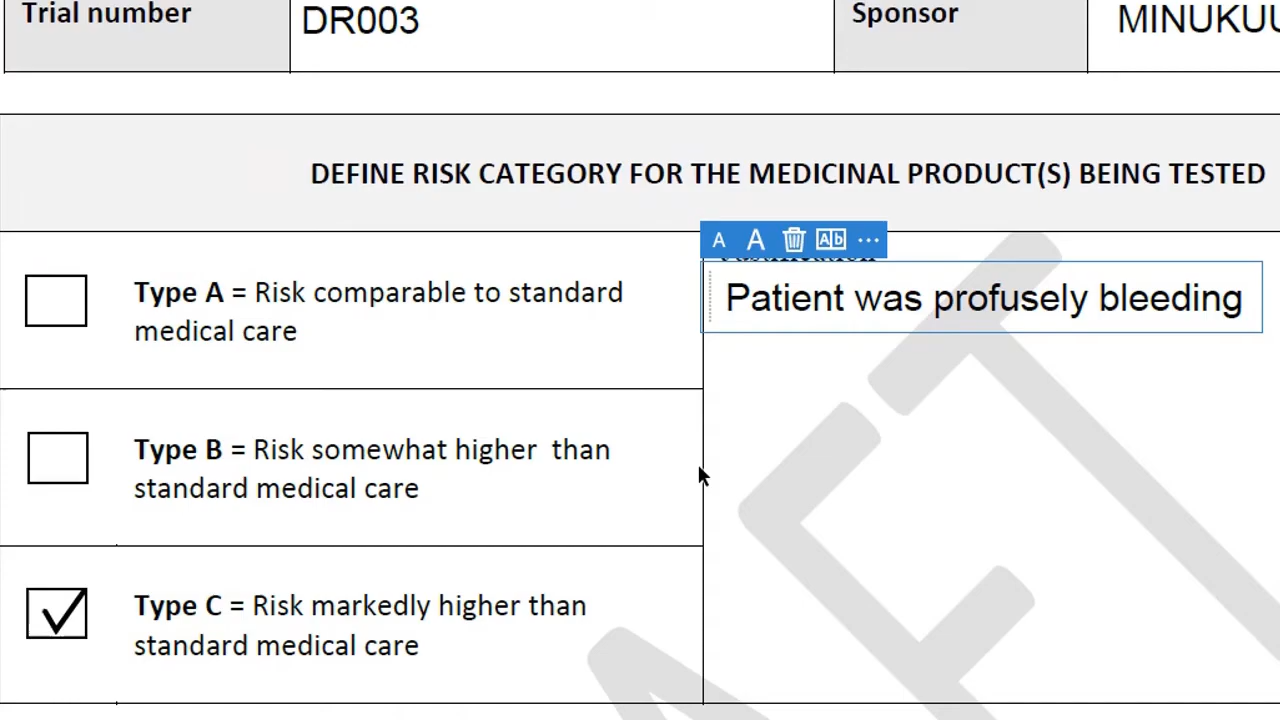 Trial number DR003 Sponsor MINUKUU
DEFINE RISK CATEGORY FOR THE MEDICINAL PRODUCT(S) BEING TESTED
A A Ab ...
Type A = Risk comparable to standard
medical care
Patient was profusely bleeding
Type B = Risk somewhat higher than
standard medical care
Type C = Risk markedly higher than
standard medical care